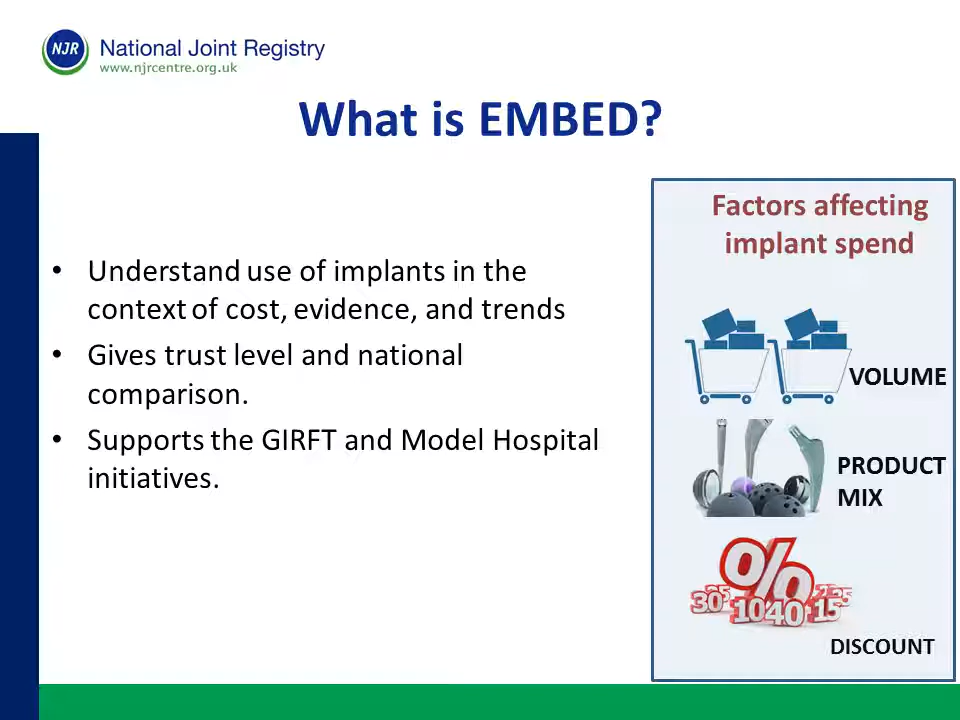 NJR
National Joint Registry
www.njrcentre.org.uk
What is EMBED?
• Understand use of implants in the
context of cost, evidence, and trends
• Gives trust level and national
comparison.
• Supports the GIRFT and Model Hospital
initiatives.
Factors affecting
implant spend
VOLUME
PRODUCT
MIX
%
30
10
40
15
DISCOUNT